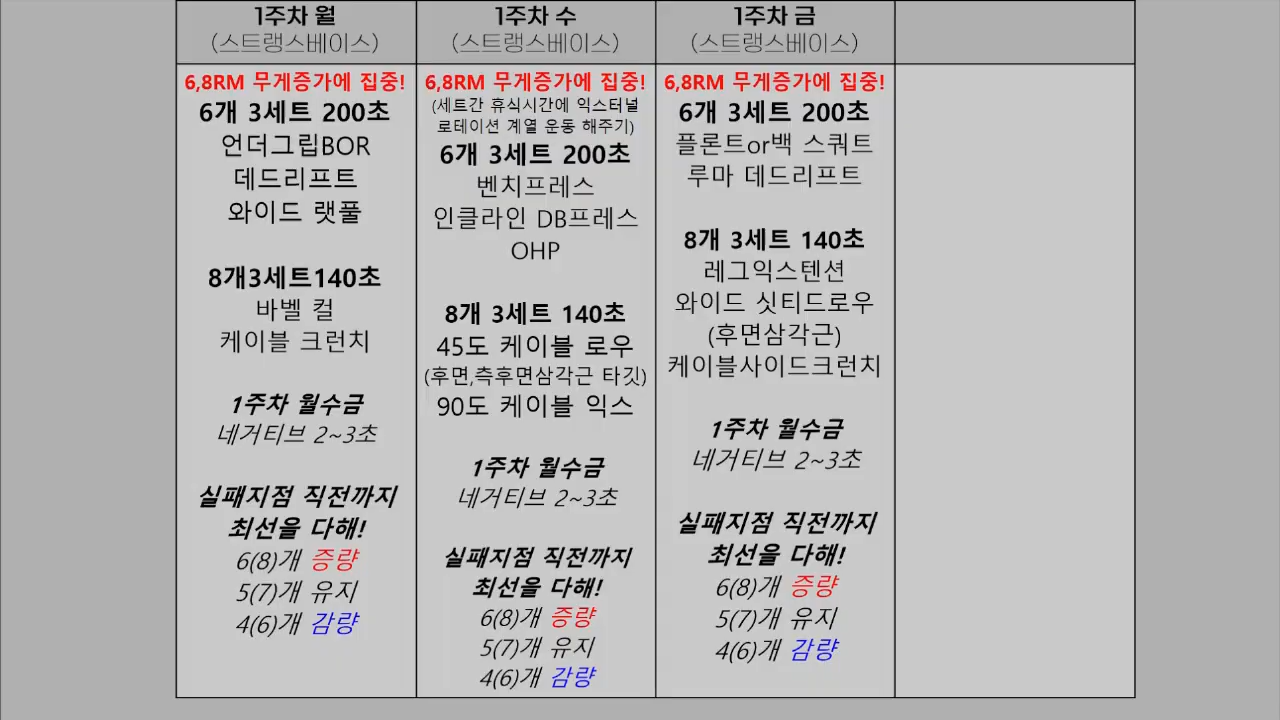 1주차 월
(스트랭스베이스)
6,8RM 무게증가에 집중!
6개 3세트 200초
언더그립BOR
데드리프트
와이드 랫풀
8개3세트140초
바벨 컬
케이블 크런치
1주차 월수금
네거티브 2~3초
실패지점 직전까지
최선을 다해!
6(8)개 증량
5(7)개 유지
4(6)개 감량
1주차 수
(스트랭스베이스)
6,8RM 무게증가에 집중!
(세트간 휴식시간에 익스터널
로테이션 계열 운동 해주기)
6개 3세트 200초
벤치프레스
인클라인 DB프레스
OHP
8개 3세트 140초
45도 케이블 로우
(후면,측후면삼각근 타깃)
90도 케이블 익스
1주차 월수금
네거티브 2~3초
실패지점 직전까지
최선을 다해!
6(8)개 증량
5(7)개 유지
4(6)개 감량
1주차 금
(스트랭스베이스)
6,8RM 무게증가에 집중!
6개 3세트 200초
플론트or백 스쿼트
루마 데드리프트
8개 3세트 140초
레그익스텐션
와이드 싯티드로우
(후면삼각근)
케이블사이드크런치
1주차 월수금
네거티브 2~3초
실패지점 직전까지
최선을 다해!
6(8)개 증량
5(7)개 유지
4(6)개 감량